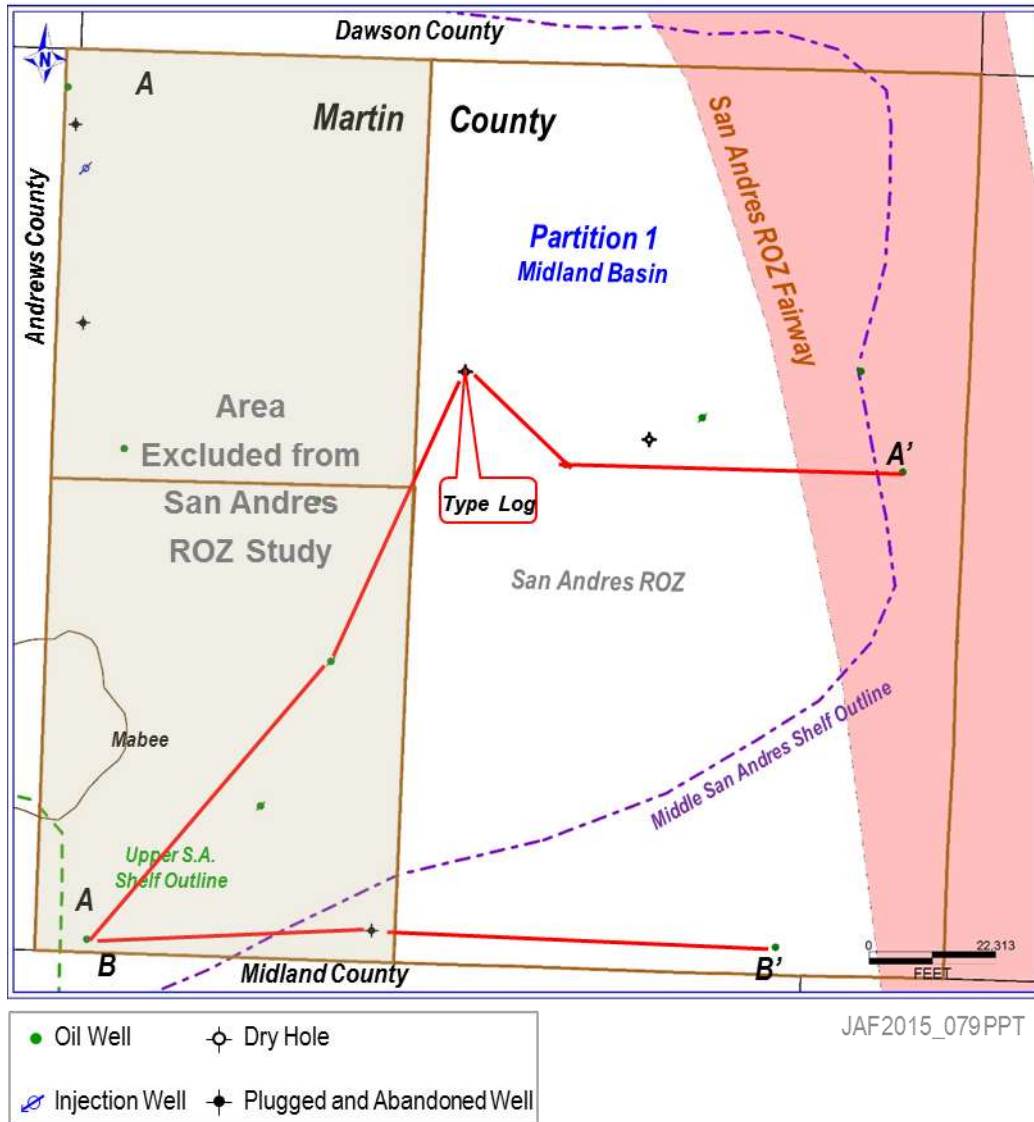 Dawson County
N
A
Martin County
Andrews County
San Andres ROZ Fairway
Partition 1
Midland Basin
Area
Excluded from
San Andres
ROZ Study
Type Log
A’
San Andres ROZ
Mabee
Middle San Andres Shelf Outline
Upper S.A.
Shelf Outline
A
B
Midland County
B’
0 22,313
FEET
JAF2015_079PPT
Oil Well
Dry Hole
Injection Well
Plugged and Abandoned Well